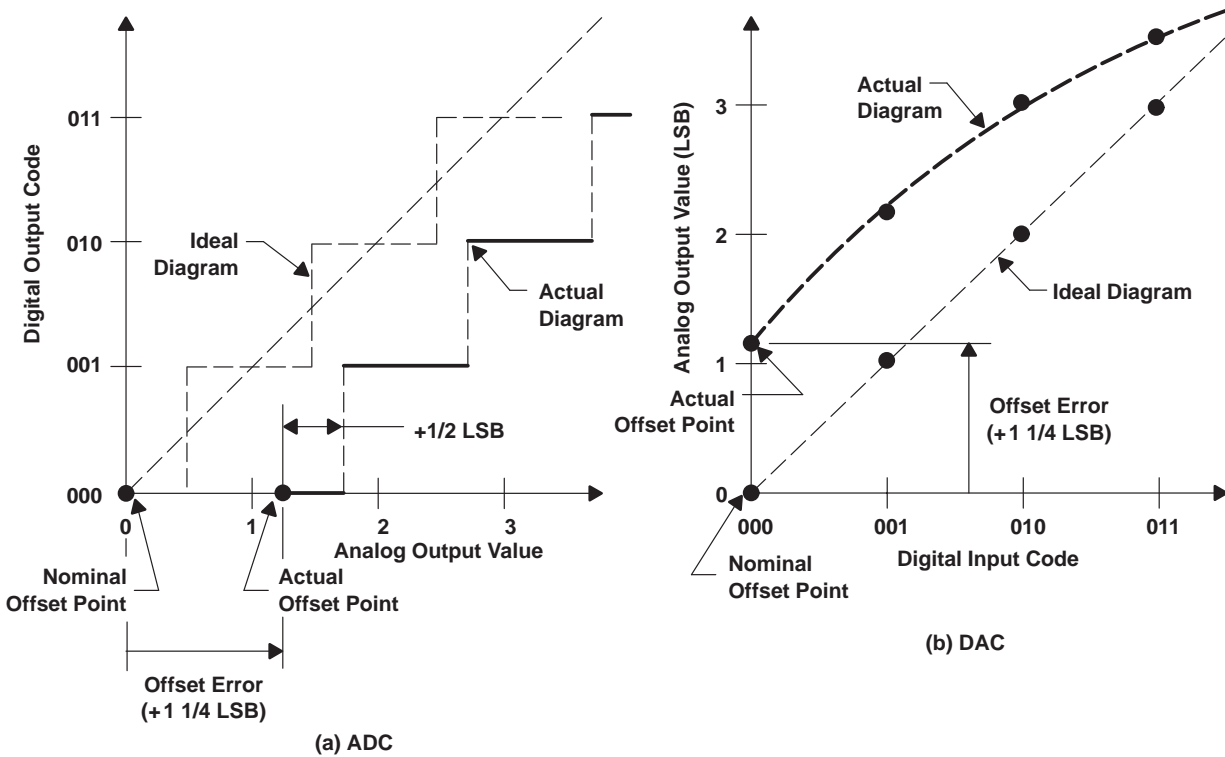 Digital Output Code
011
010
001
000
0
1
2
3
Analog Output Value
Ideal
Diagram
Actual
Diagram
+1/2 LSB
Nominal
Offset Point
Actual
Offset Point
Offset Error
(+1 1/4 LSB)
(a) ADC
Analog Output Value (LSB)
3
2
1
0
000
001
010
011
Digital Input Code
Actual
Diagram
Ideal Diagram
Actual
Offset Point
Offset Error
(+1 1/4 LSB)
Nominal
Offset Point
(b) DAC